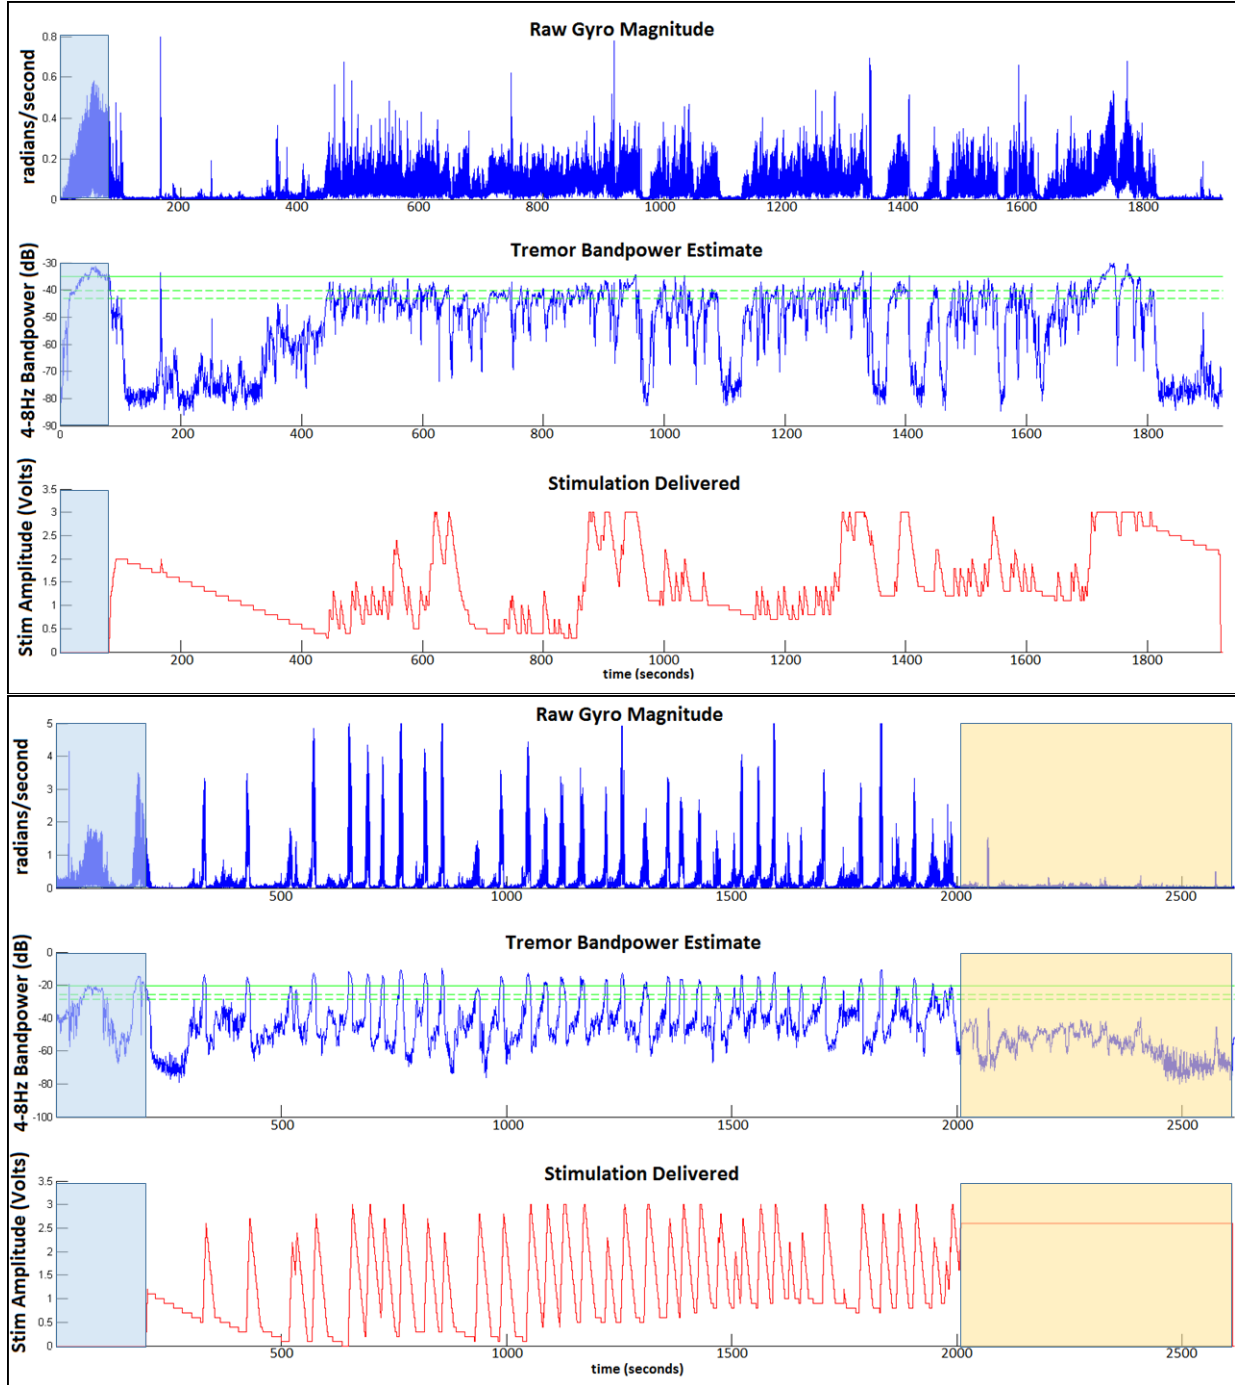 Raw Gyro Magnitude
radians/second
0.8
0.6
0.4
0.2
0
200 400 600 800 1000 1200 1400 1600 1800
Tremor Bandpower Estimate
4-8Hz Bandpower (dB)
-30
-40
-50
-60
-70
-80
-90
0 200 400 600 800 1000 1200 1400 1600 1800
Stimulation Delivered
Stim Amplitude (Volts)
3.5
3
2.5
2
1.5
1
0.5
0
200 400 600 800 1000 1200 1400 1600 1800
time (seconds)
Raw Gyro Magnitude
radians/second
5
4
3
2
1
0
500 1000 1500 2000 2500
Tremor Bandpower Estimate
4-8Hz Bandpower (dB)
0
-20
-40
-60
-80
-100
500 1000 1500 2000 2500
Stimulation Delivered
Stim Amplitude (Volts)
3.5
3
2.5
2
1.5
1
0.5
0
500 1000 1500 2000 2500
time (seconds)